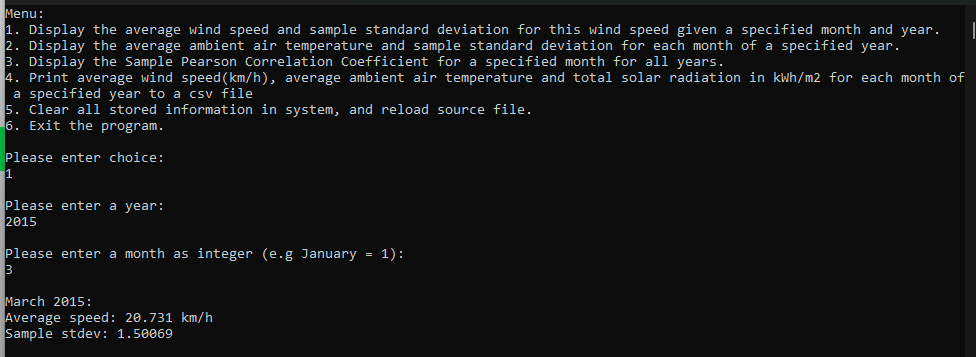 Menu:
1. Display the average wind speed and sample standard deviation for this wind speed given a specified month and year.
2. Display the average ambient air temperature and sample standard deviation for each month of a specified year.
3. Display the Sample Pearson Correlation Coefficient for a specified month for all years.
4. Print average wind speed(km/h), average ambient air temperature and total solar radiation in kWh/m2 for each month of
a specified year to a csv file
5. Clear all stored information in system, and reload source file.
6. Exit the program.
Please enter choice:
1
Please enter a year:
2015
Please enter a month as integer (e.g January = 1):
3
March 2015:
Average speed: 20.731 km/h
Sample stdev: 1.50069